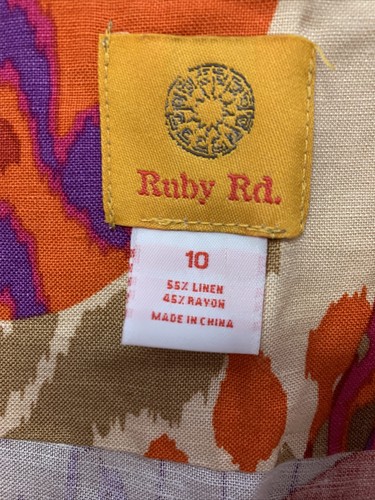 Ruby Rd.
10
55% LINEN
45% RAYON
MADE IN CHINA